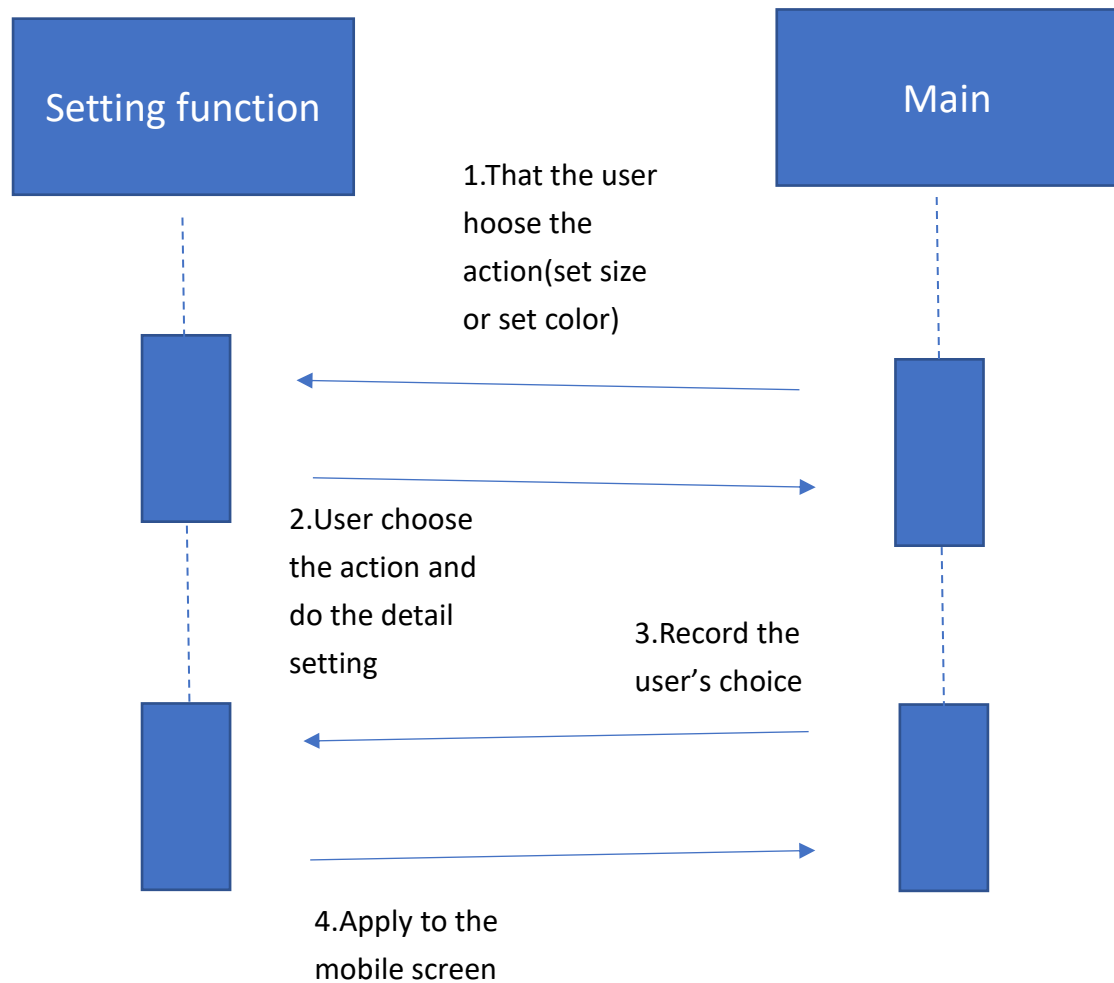 Setting function
Main
1.That the user
hoose the
action(set size
or set color)
2.User choose
the action and
do the detail
setting
3.Record the
user’s choice
4.Apply to the
mobile screen